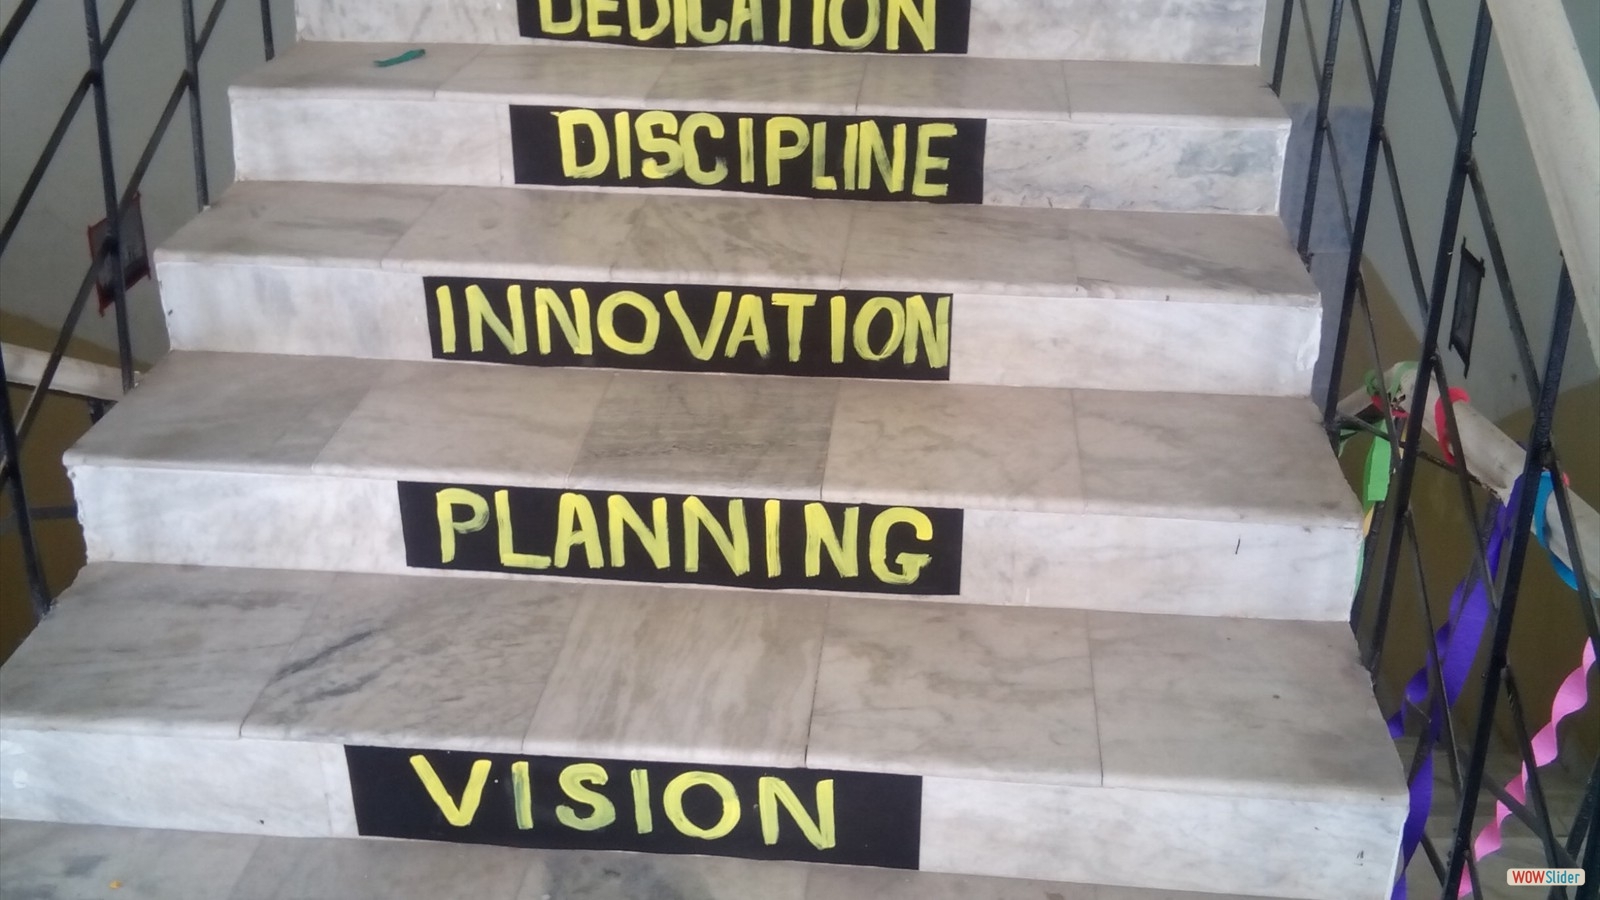 DEDICATION
DISCIPLINE
INNOVATION
PLANNING
VISION
WOWSlider